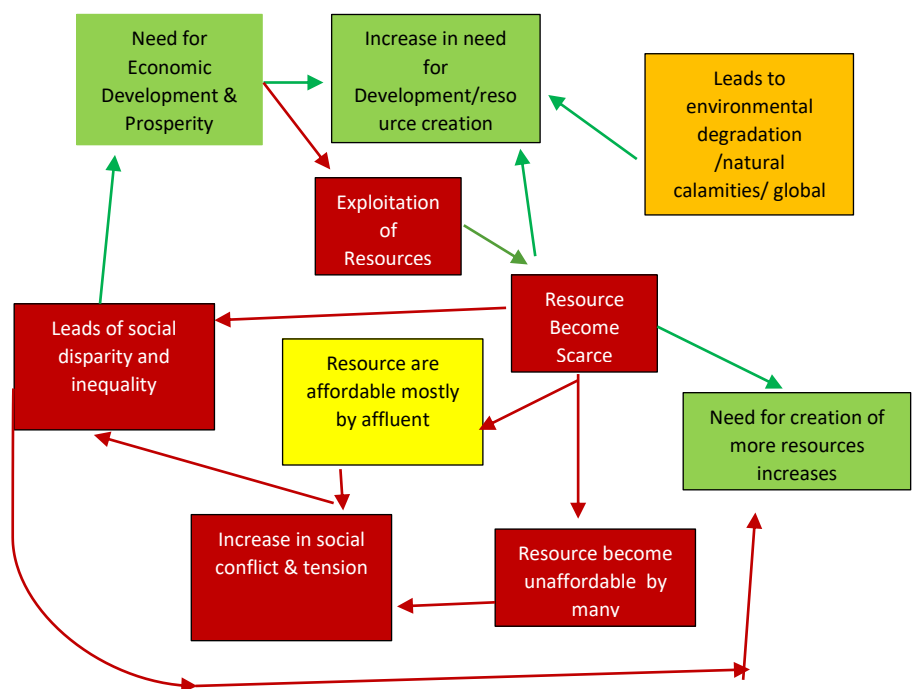 Need for
Economic
Development &
Prosperity
Increase in need
for
Development/reso
urce creation
Leads to
environmental
degradation
/natural
calamities/ global
Exploitation
of
Resources
Resource
Become
Scarce
Leads of social
disparity and
inequality
Resource are
affordable mostly
by affluent
Need for creation of
more resources
increases
Increase in social
conflict & tension
Resource become
unaffordable by
many